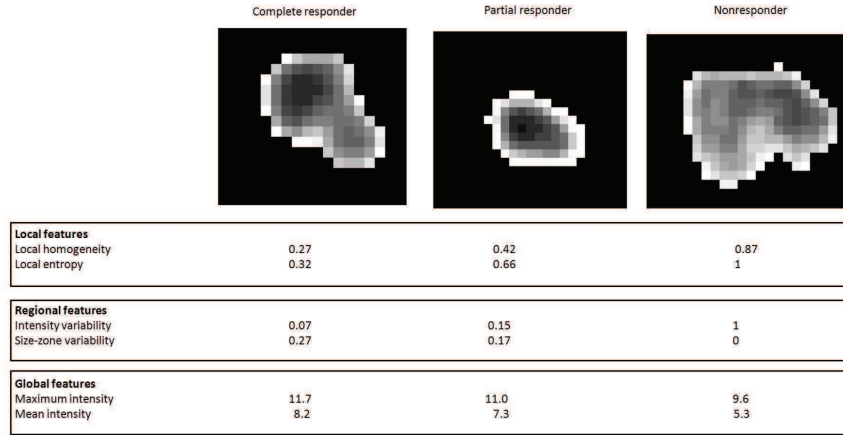 Complete responder Partial responder Nonresponder
Local features
Local homogeneity 0.27 0.42 0.87
Local entropy 0.32 0.66 1
Regional features
Intensity variability 0.07 0.15 1
Size-zone variability 0.27 0.17 0
Global features
Maximum intensity 11.7 11.0 9.6
Mean intensity 8.2 7.3 5.3